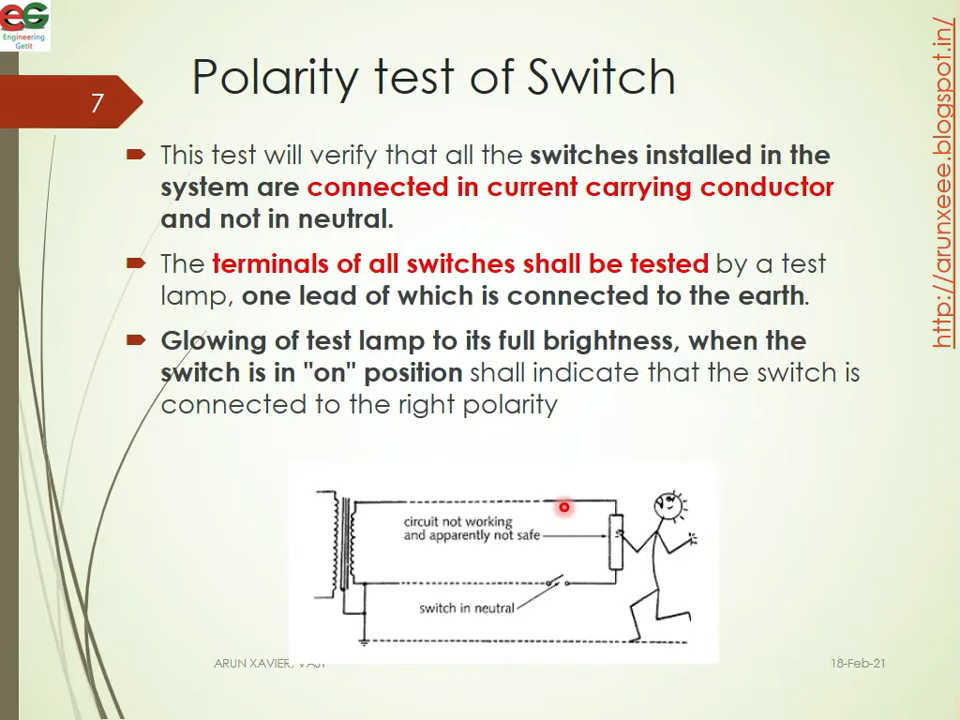 EG
Engineering
Getit
7
Polarity test of Switch
http://arunxeee.blogspot.in/
This test will verify that all the switches installed in the
system are connected in current carrying conductor
and not in neutral.
The terminals of all switches shall be tested by a test
lamp, one lead of which is connected to the earth.
Glowing of test lamp to its full brightness, when the
switch is in "on" position shall indicate that the switch is
connected to the right polarity
circuit not working
and apparently not safe
switch in neutral
ARUN XAVIER,
18-Feb-21